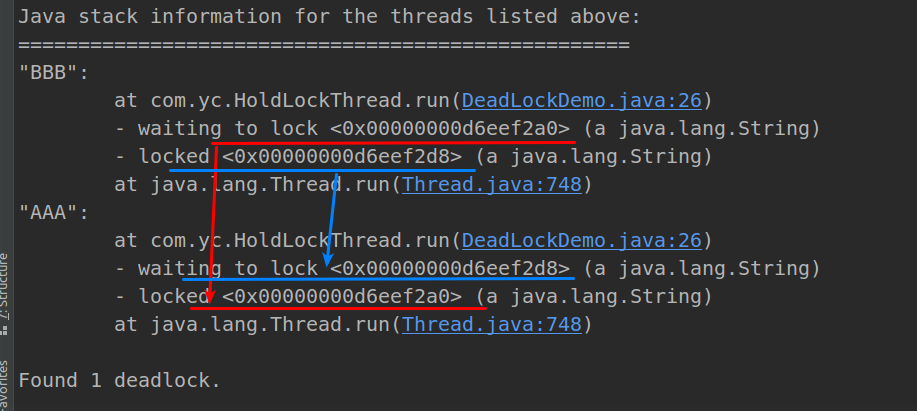 Java stack information for the threads listed above:
===================================================
"BBB":
at com.yc.HoldLockThread.run(DeadLockDemo.java:26)
- waiting to lock <0x00000000d6eef2a0> (a java.lang.String)
- locked <0x00000000d6eef2d8> (a java.lang.String)
at java.lang.Thread.run(Thread.java:748)
"AAA":
at com.yc.HoldLockThread.run(DeadLockDemo.java:26)
- waiting to lock <0x00000000d6eef2d8> (a java.lang.String)
- locked <0x00000000d6eef2a0> (a java.lang.String)
at java.lang.Thread.run(Thread.java:748)
Found 1 deadlock.
7: Structure
avorites